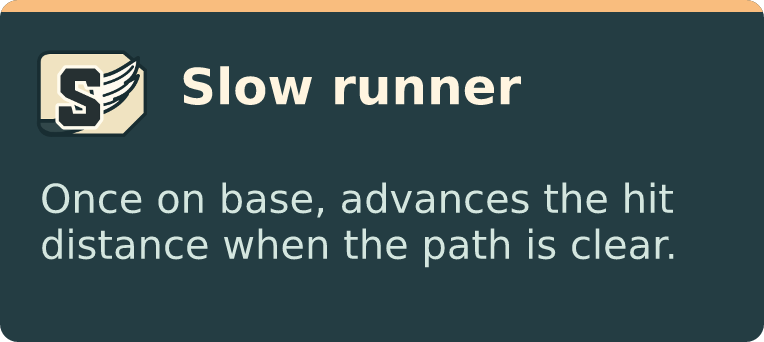 S
Slow runner
Once on base, advances the hit
distance when the path is clear.